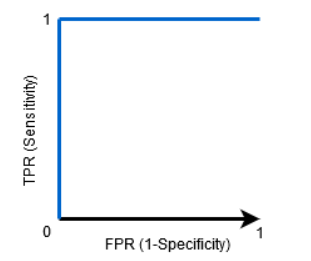 1
TPR (Sensitivity)
0
1
FPR (1-Specificity)